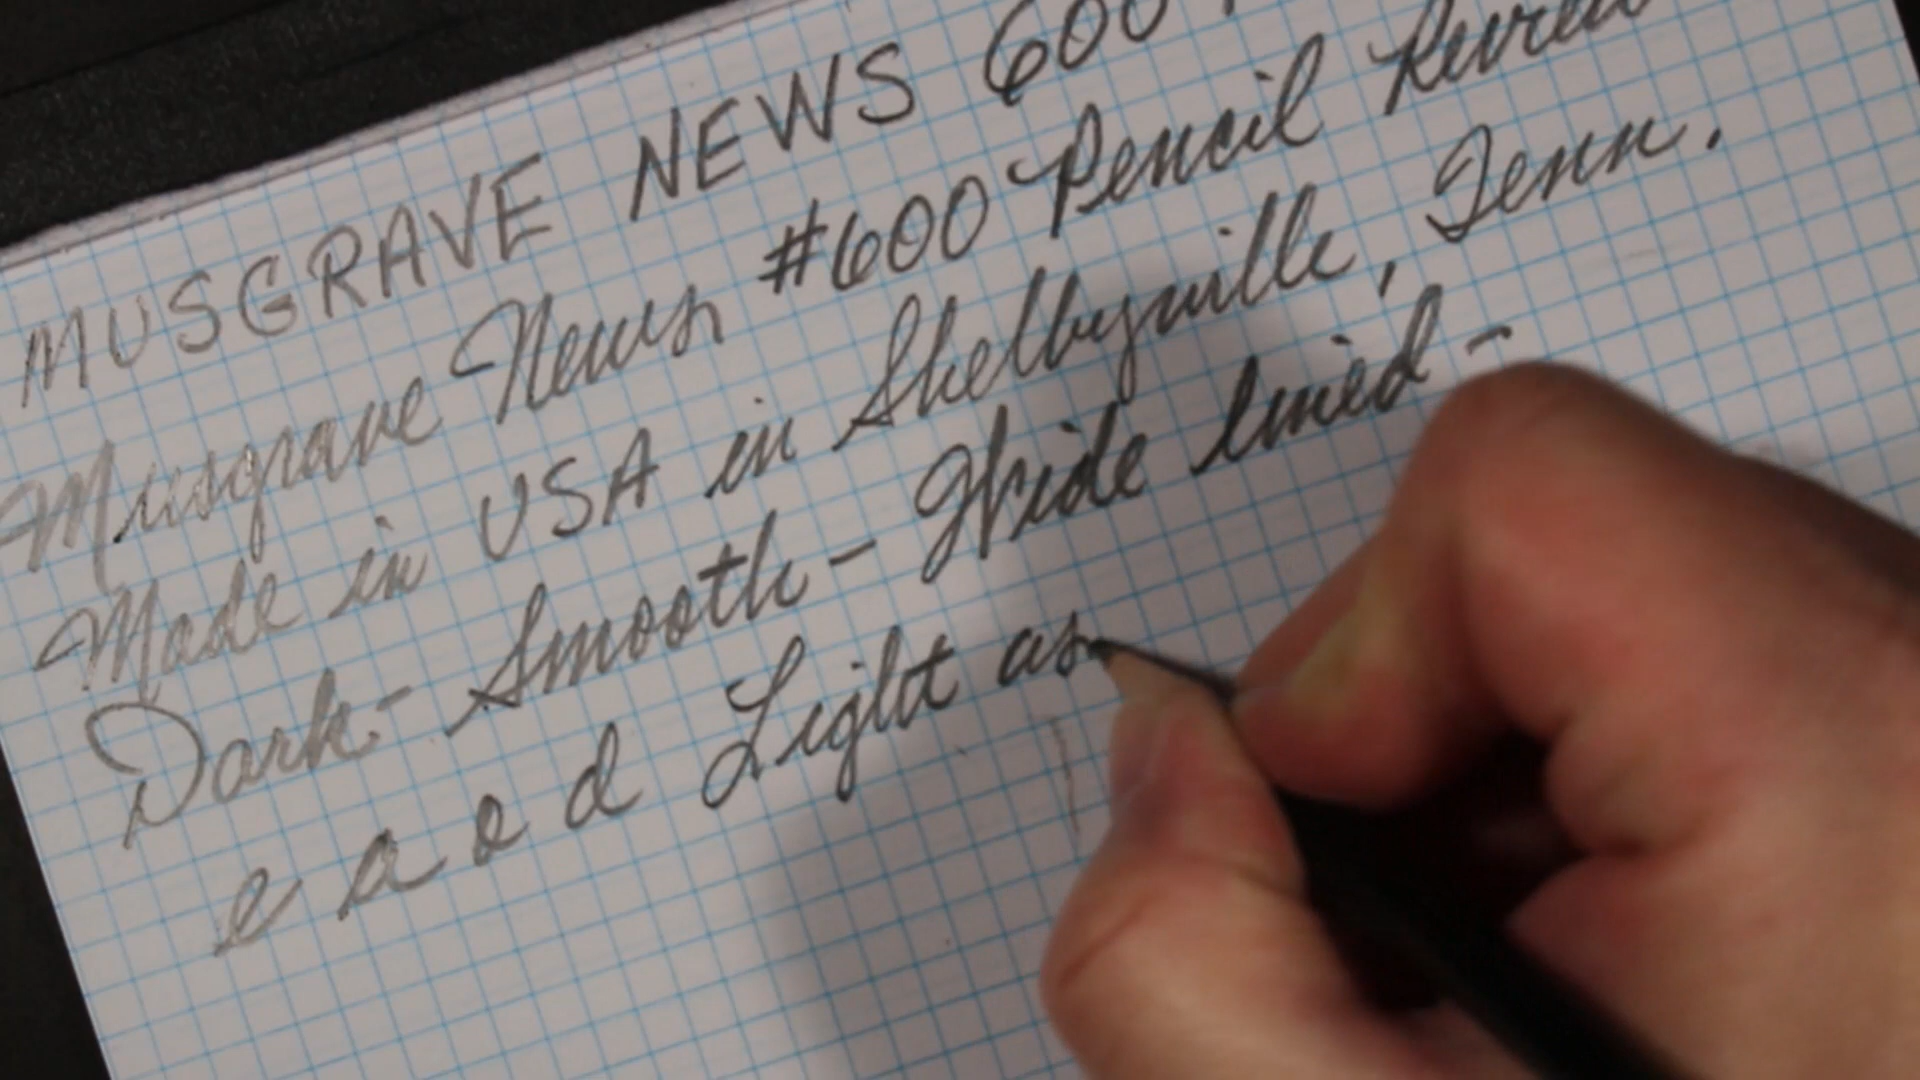 MUSGRAVE NEWS 600
Musgrave News #600 Pencil Review
Made in USA in Shelbyville, Tenn.
Dark - Smooth - Wide lined -
e a o d Light as